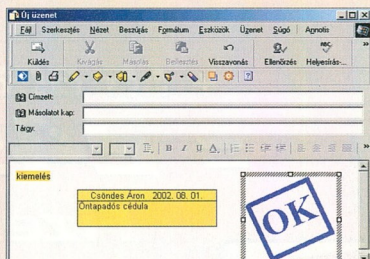 Új üzenet
Fájl Szerkesztés Nézet Beszúrás Formátum Eszközök Üzenet Súgó Agnotis
Küldés Kivágás Másolás Beillesztés Visszavonás Ellenőrzés Helyesírás-...
Címzett:
Másolatot kap:
Tárgy:
B I U A
kiemelés
Csöndes Áron 2002. 08. 01.
Öntapadós cédula
OK